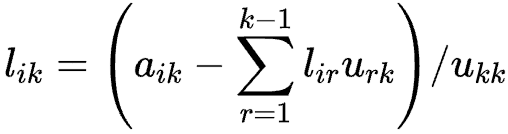 l_{ik} = \left( a_{ik} - \sum_{r=1}^{k-1} l_{ir} u_{rk} \right) / u_{kk}